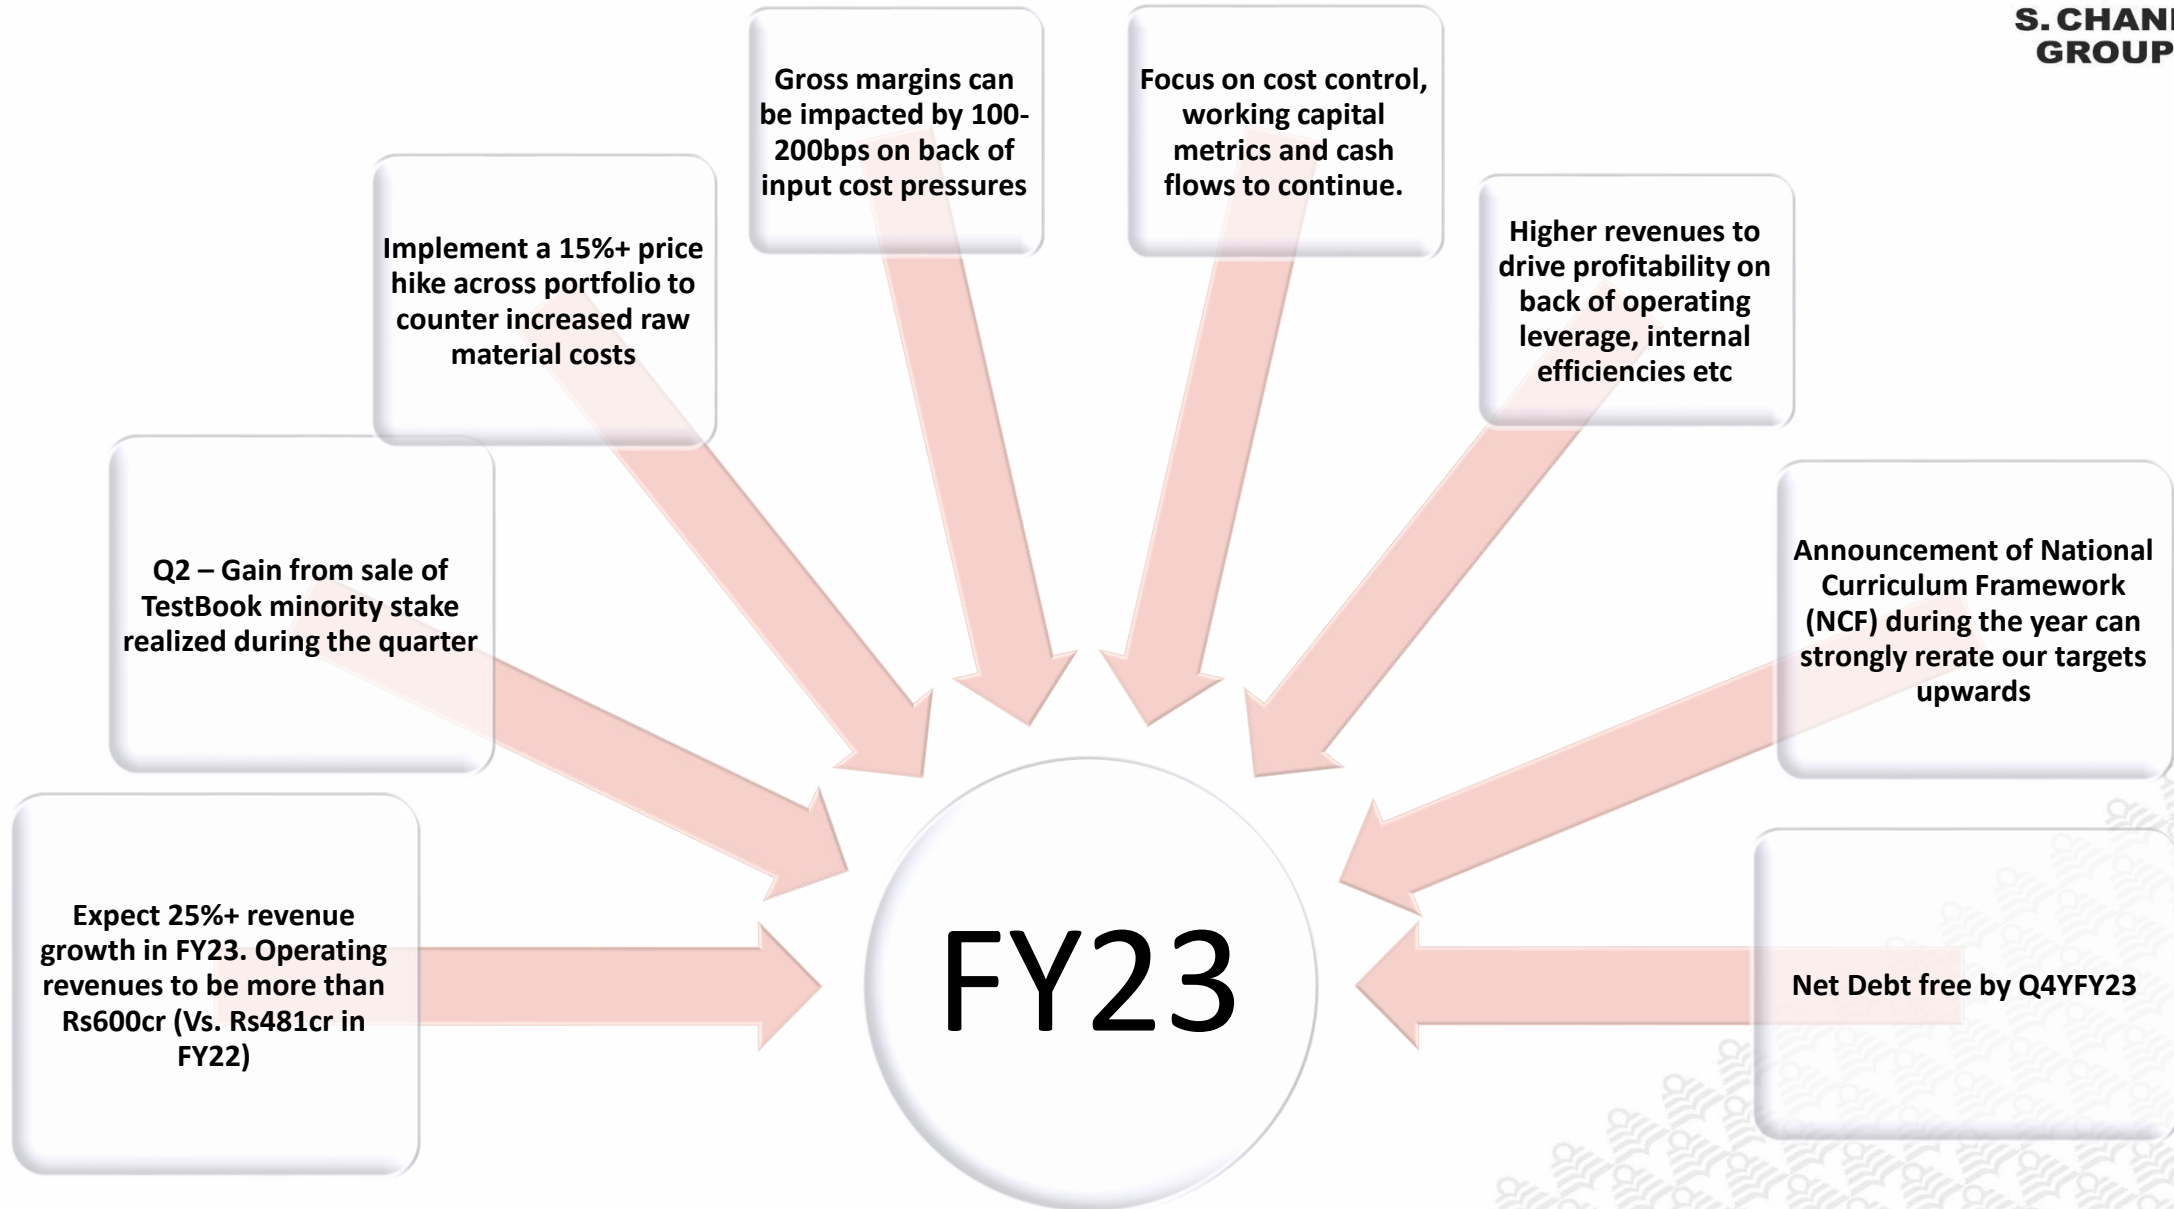 S. CHAN
GROUP
Gross margins can
be impacted by 100-
200bps on back of
input cost pressures
Focus on cost control,
working capital
metrics and cash
flows to continue.
Implement a 15%+ price
hike across portfolio to
counter increased raw
material costs
Higher revenues to
drive profitability on
back of operating
leverage, internal
efficiencies etc
Q2 – Gain from sale of
TestBook minority stake
realized during the quarter
Announcement of National
Curriculum Framework
(NCF) during the year can
strongly rerate our targets
upwards
Expect 25%+ revenue
growth in FY23. Operating
revenues to be more than
Rs600cr (Vs. Rs481cr in
FY22)
FY23
Net Debt free by Q4YFY23